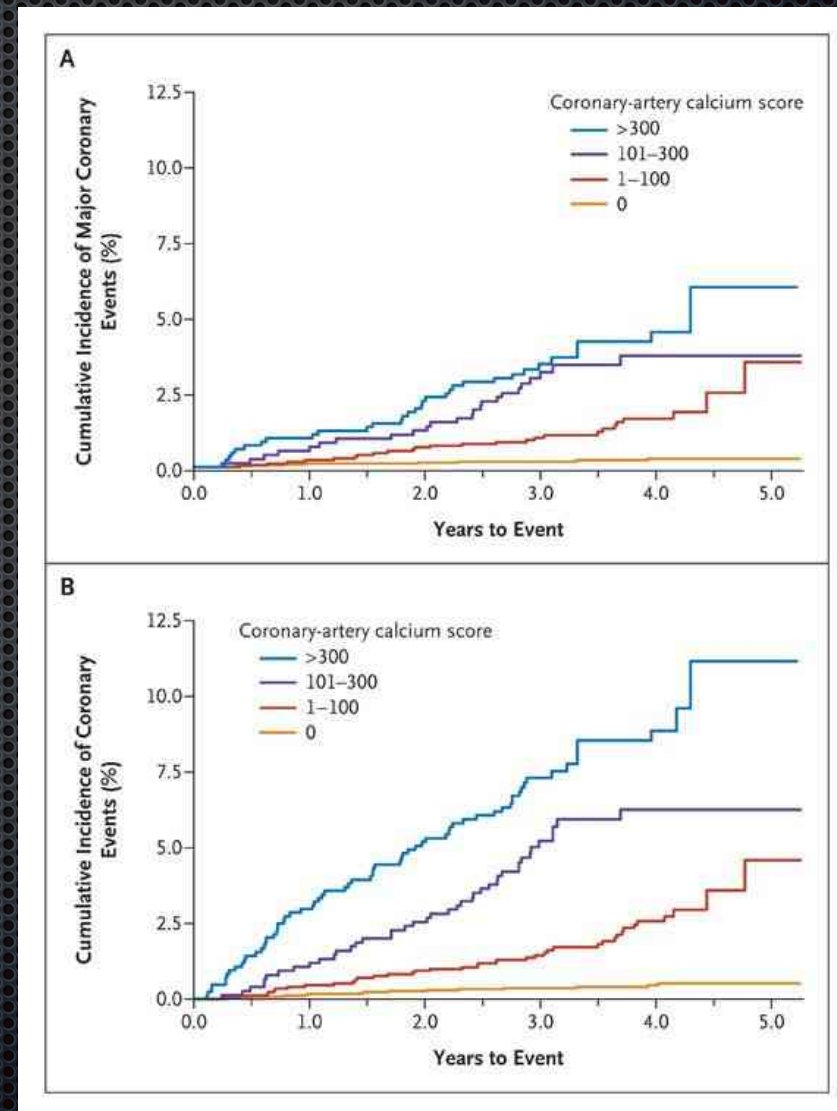 A
Cumulative Incidence of Major Coronary
Events (%)
12.5
10.0
7.5
5.0
2.5
0.0
Coronary-artery calcium score
>300
101–300
1–100
0
0.0 1.0 2.0 3.0 4.0 5.0
Years to Event
B
Cumulative Incidence of Coronary
Events (%)
12.5
10.0
7.5
5.0
2.5
0.0
Coronary-artery calcium score
>300
101–300
1–100
0
0.0 1.0 2.0 3.0 4.0 5.0
Years to Event